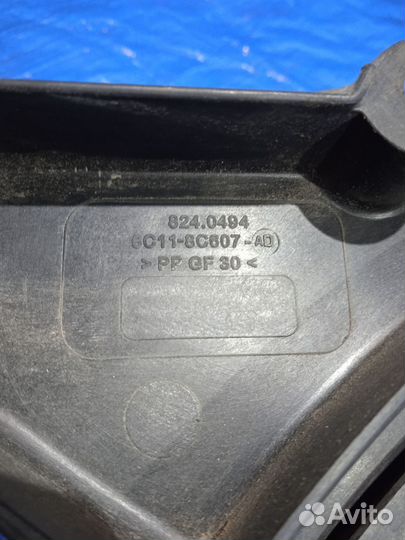 824.0494
6C11-8C607-AD
> PP GF 30 <
Avito